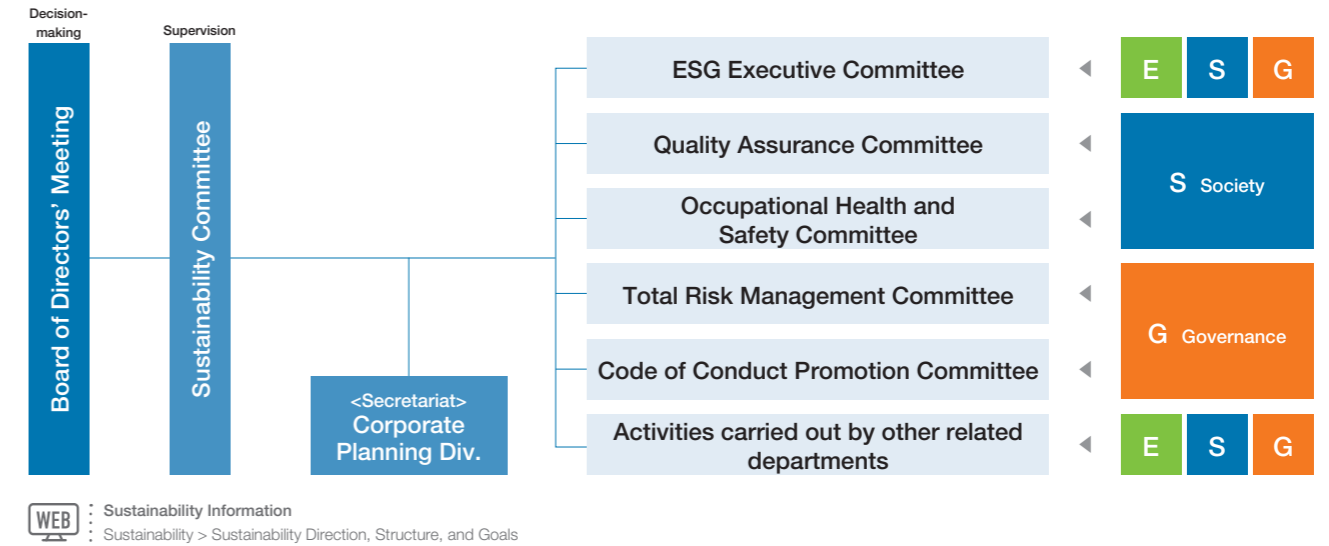 Decision-
making
Supervision
Board of Directors’ Meeting
Sustainability Committee
<Secretariat>
Corporate
Planning Div.
ESG Executive Committee
E S G
Quality Assurance Committee
Occupational Health and
Safety Committee
S Society
Total Risk Management Committee
Code of Conduct Promotion Committee
G Governance
Activities carried out by other related
departments
E S G
WEB
Sustainability Information
Sustainability > Sustainability Direction, Structure, and Goals